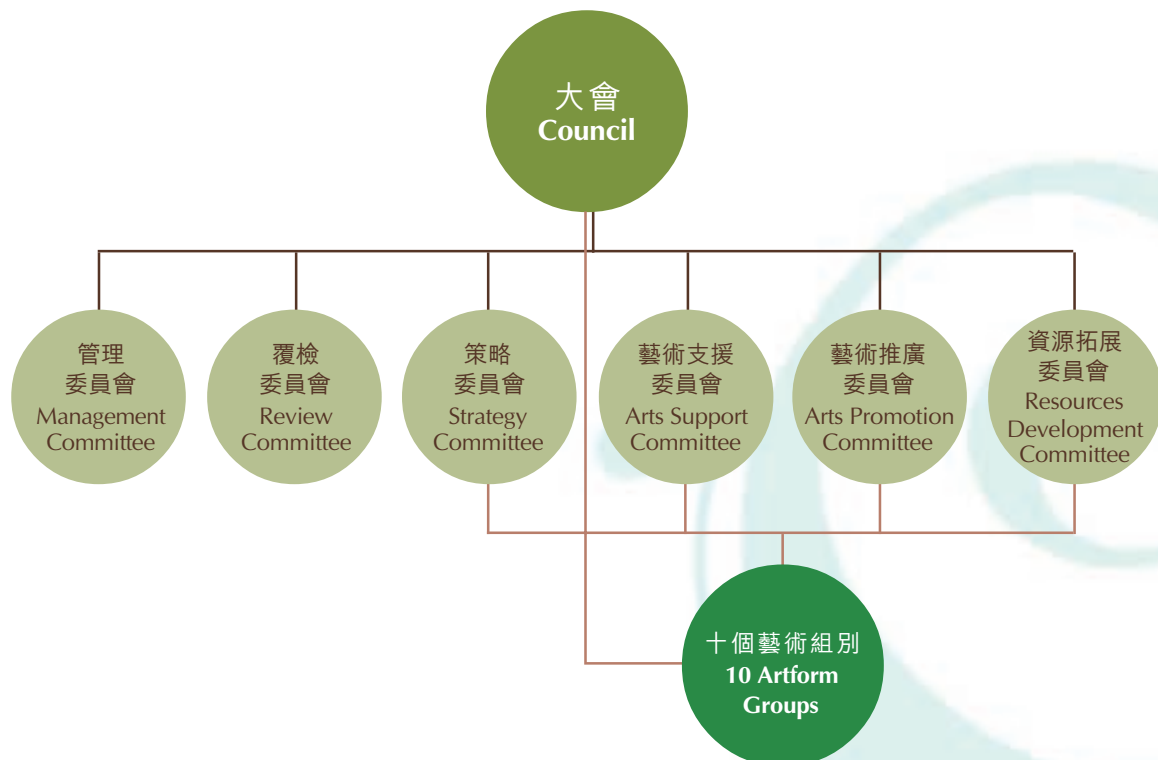 大會
Council
管理
委員會
Management
Committee
覆檢
委員會
Review
Committee
策略
委員會
Strategy
Committee
藝術支援
委員會
Arts Support
Committee
藝術推廣
委員會
Arts Promotion
Committee
資源拓展
委員會
Resources
Development
Committee
十個藝術組別
10 Artform
Groups